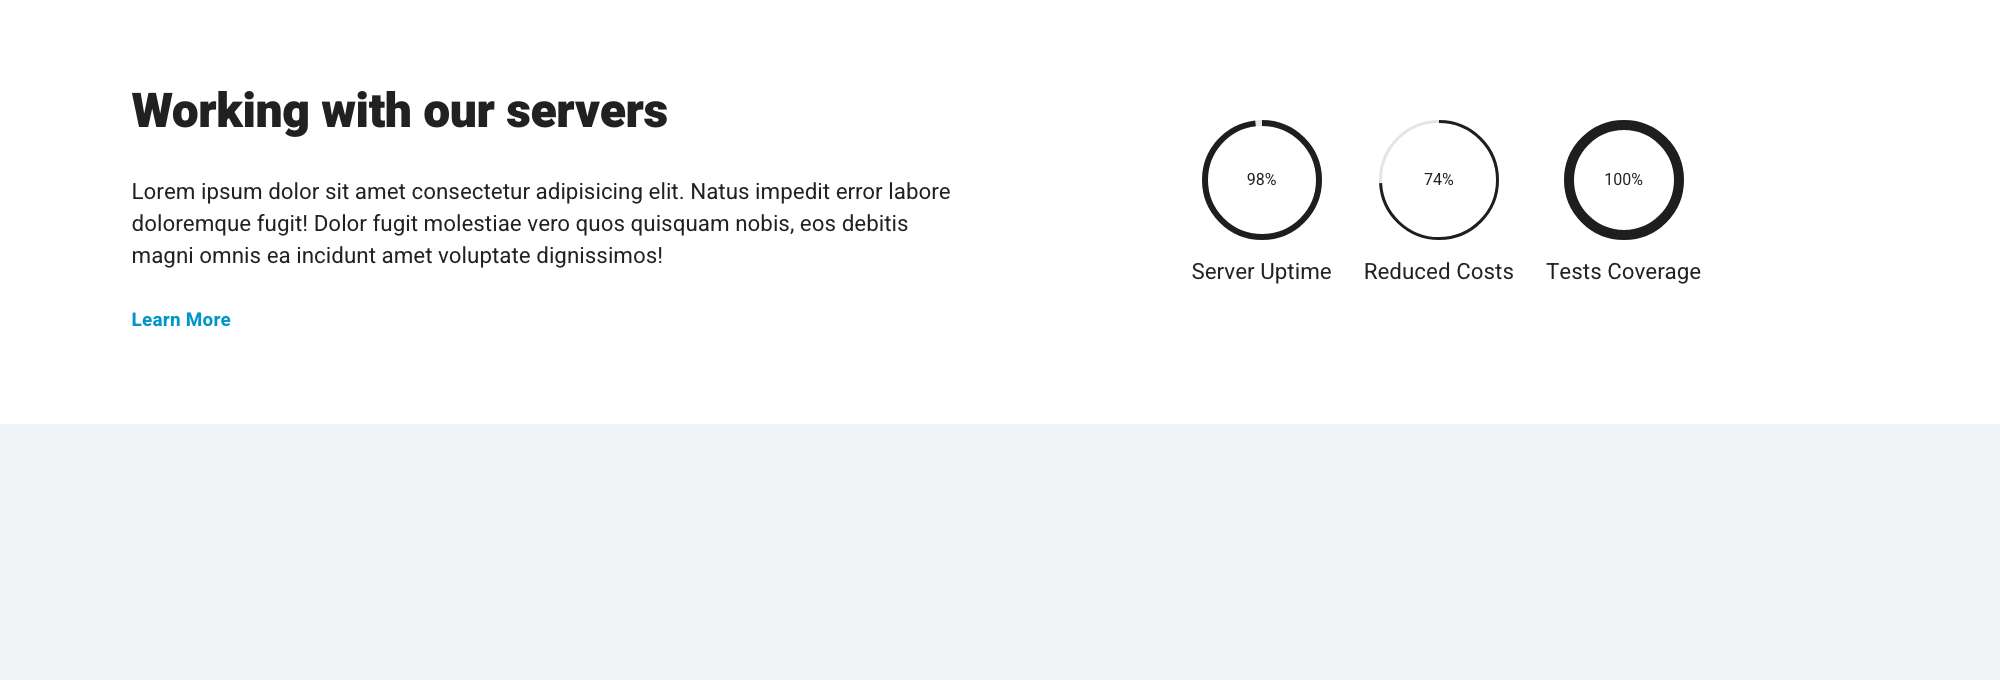 Working with our servers
Lorem ipsum dolor sit amet consectetur adipisicing elit. Natus impedit error labore
doloremque fugit! Dolor fugit molestiae vero quos quisquam nobis, eos debitis
magni omnis ea incidunt amet voluptate dignissimos!
Learn More
98%
74%
100%
Server Uptime
Reduced Costs
Tests Coverage